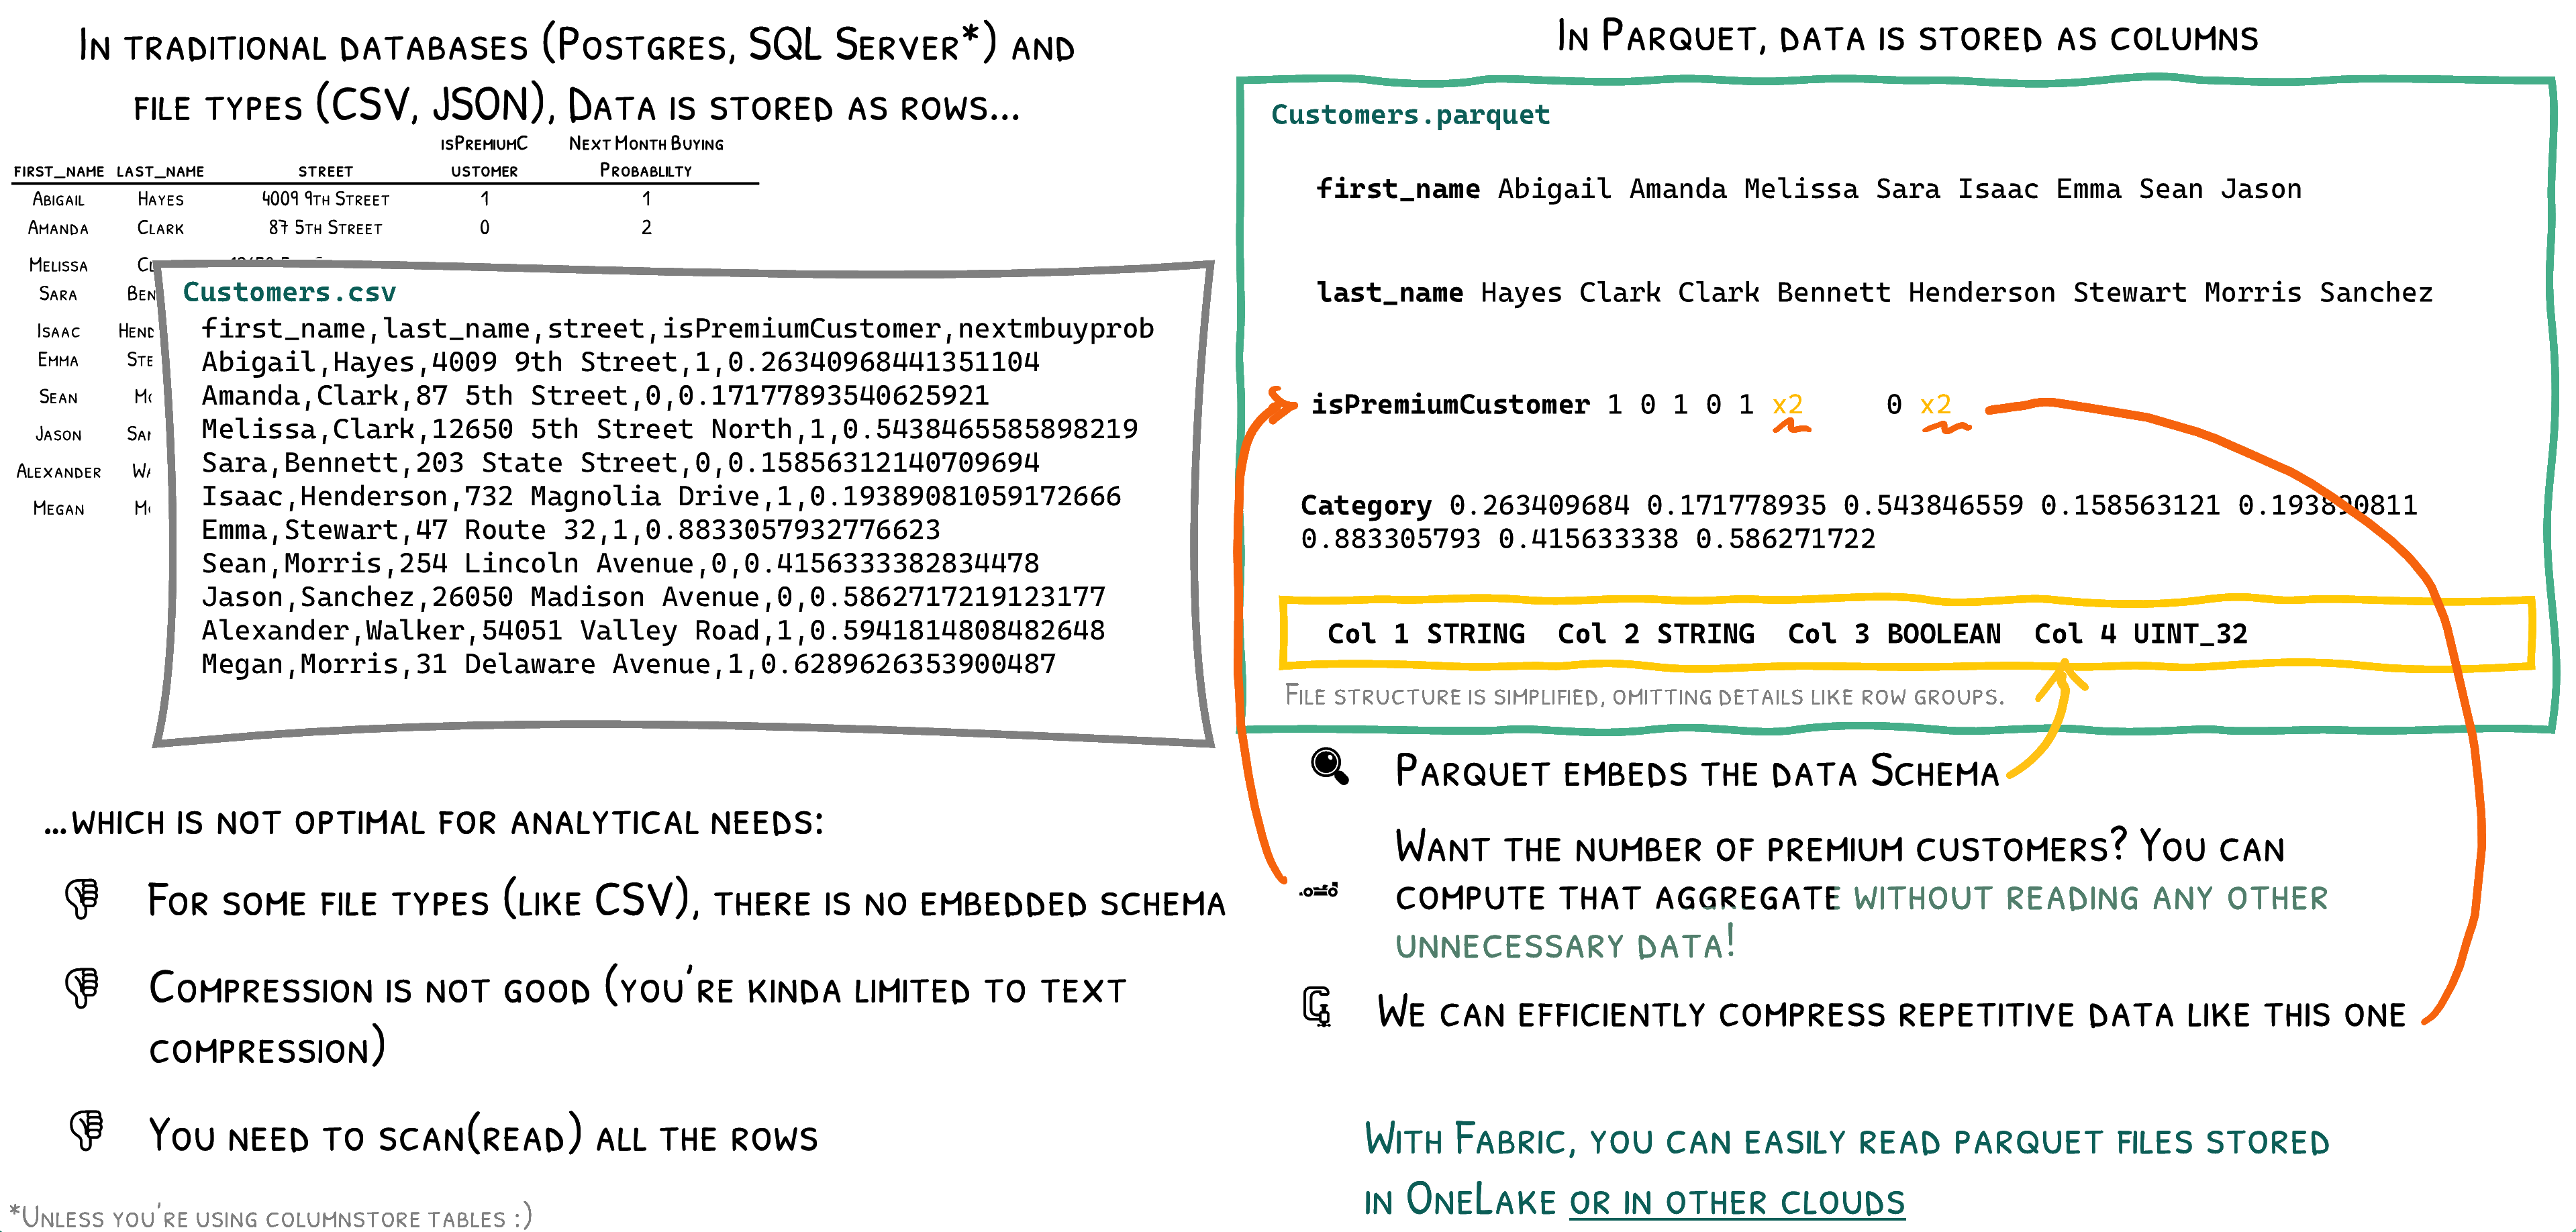 In traditional databases (Postgres, SQL Server*) and
file types (CSV, JSON), Data is stored as rows...
first_name last_name street isPremiumC ustomer Next Month Buying Probablilty
Abigail Hayes 4009 9th Street 1 1
Amanda Clark 87 5th Street 0 2
Melissa
Sara Ben
Isaac Hend
Emma Ste
Sean
Jason San
Alexander
Megan
Customers.csv
first_name,last_name,street,isPremiumCustomer,nextmbuyprob
Abigail,Hayes,4009 9th Street,1,0.26340968441351104
Amanda,Clark,87 5th Street,0,0.17177893540625921
Melissa,Clark,12650 5th Street North,1,0.5438465585898219
Sara,Bennett,203 State Street,0,0.15856312140709694
Isaac,Henderson,732 Magnolia Drive,1,0.19389081059172666
Emma,Stewart,47 Route 32,1,0.8833057932776623
Sean,Morris,254 Lincoln Avenue,0,0.4156333382834478
Jason,Sanchez,26050 Madison Avenue,0,0.5862717219123177
Alexander,Walker,54051 Valley Road,1,0.5941814808482648
Megan,Morris,31 Delaware Avenue,1,0.6289626353900487
...which is not optimal for analytical needs:
For some file types (like CSV), there is no embedded schema
Compression is not good (you're kinda limited to text
compression)
You need to scan(read) all the rows
*Unless you're using columnstore tables :)
In Parquet, data is stored as columns
Customers.parquet
first_name Abigail Amanda Melissa Sara Isaac Emma Sean Jason
last_name Hayes Clark Clark Bennett Henderson Stewart Morris Sanchez
isPremiumCustomer 1 0 1 0 1 x2 0 x2
Category 0.263409684 0.171778935 0.543846559 0.158563121 0.193890811
0.883305793 0.415633338 0.586271722
Col 1 STRING Col 2 STRING Col 3 BOOLEAN Col 4 UINT_32
File structure is simplified, omitting details like row groups.
Parquet embeds the data Schema
Want the number of premium customers? You can
compute that aggregate without reading any other
unnecessary data!
We can efficiently compress repetitive data like this one
With Fabric, you can easily read parquet files stored
in OneLake or in other clouds